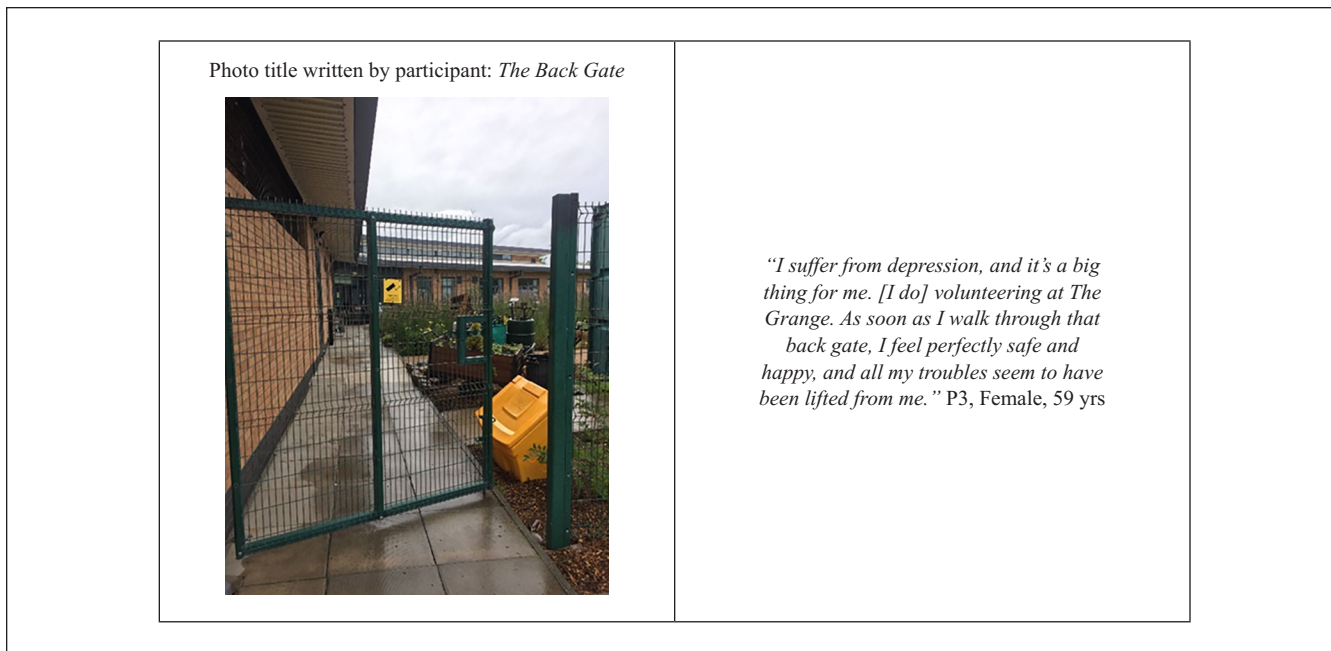 Photo title written by participant: The Back Gate
“I suffer from depression, and it’s a big
thing for me. [I do] volunteering at The
Grange. As soon as I walk through that
back gate, I feel perfectly safe and
happy, and all my troubles seem to have
been lifted from me.” P3, Female, 59 yrs